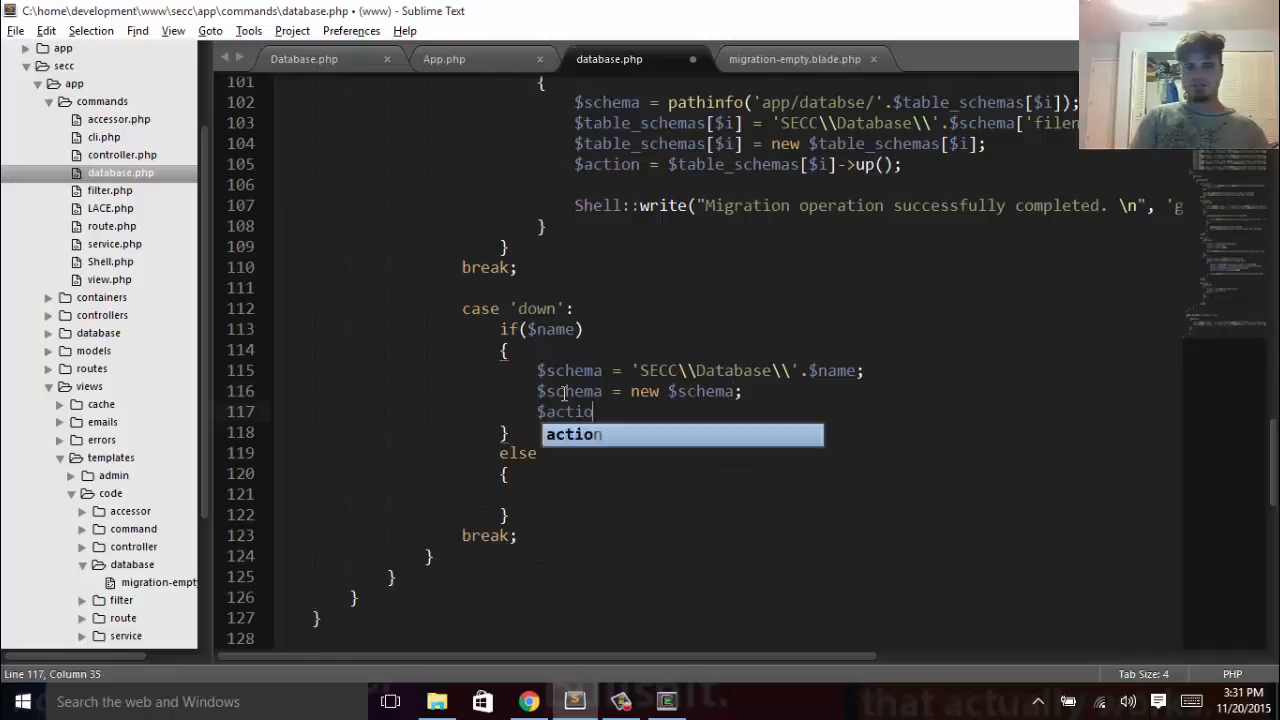 C:\home\development\www\secc\app\commands\database.php • (www) - Sublime Text
File Edit Selection Find View Goto Tools Project Preferences Help
app
secc
app
commands
accessor.php
cli.php
controller.php
database.php
filter.php
LACE.php
route.php
service.php
Shell.php
view.php
containers
controllers
database
models
routes
views
cache
emails
errors
templates
admin
code
accessor
command
controller
database
migration-empty
filter
route
service
Database.php
App.php
database.php
migration-empty.blade.php
101 {
102 $schema = pathinfo('app/databse/'.$table_schemas[$i]);
103 $table_schemas[$i] = 'SECC\\Database\\'.$schema['filen
104 $table_schemas[$i] = new $table_schemas[$i];
105 $action = $table_schemas[$i]->up();
106
107 Shell::write("Migration operation successfully completed. \n", 'g
108 }
109 }
110 break;
111
112 case 'down':
113 if($name)
114 {
115 $schema = 'SECC\\Database\\'.$name;
116 $schema = new $schema;
117 $actio
action
118 }
119 else
120 {
121
122 }
123 break;
124 }
125 }
126 }
127 }
128
Line 117, Column 35
Tab Size: 4
PHP
Search the web and Windows
3:31 PM
11/20/2015